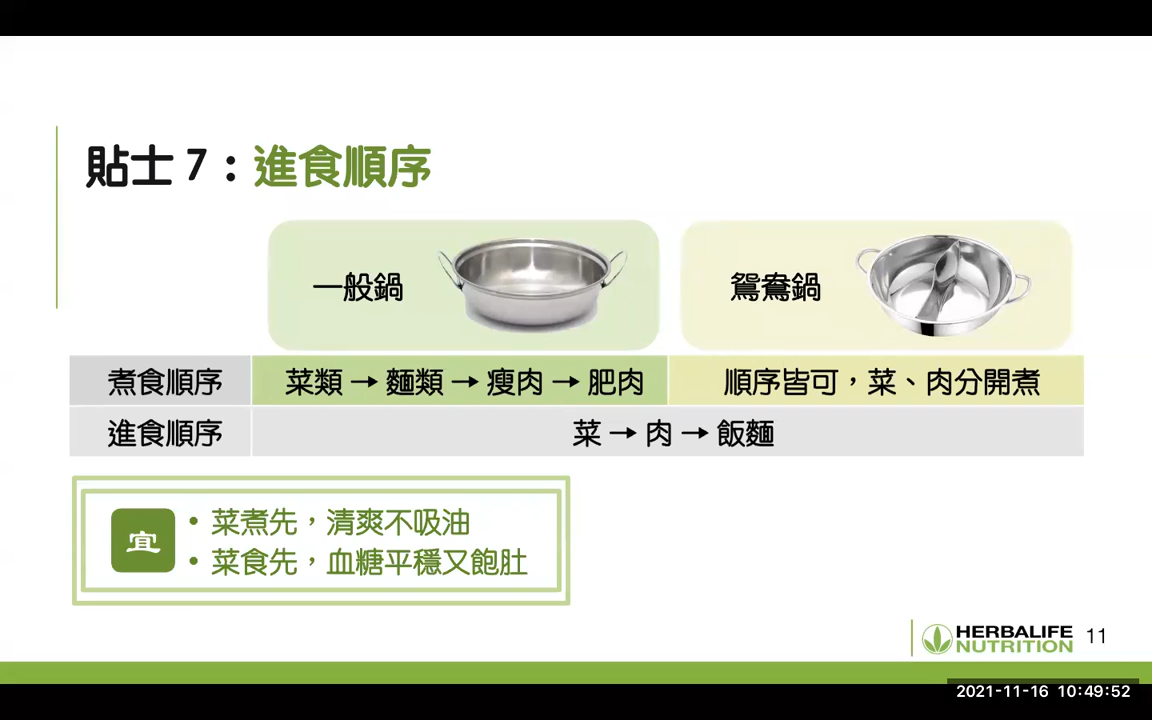 貼士 7：進食順序
一般鍋
鴛鴦鍋
煮食順序
菜類 → 麵類 → 瘦肉 → 肥肉
順序皆可，菜、肉分開煮
進食順序
菜 → 肉 → 飯麵
宜
• 菜煮先，清爽不吸油
• 菜食先，血糖平穩又飽肚
HERBALIFE
NUTRITION
11
2021-11-16 10:49:52